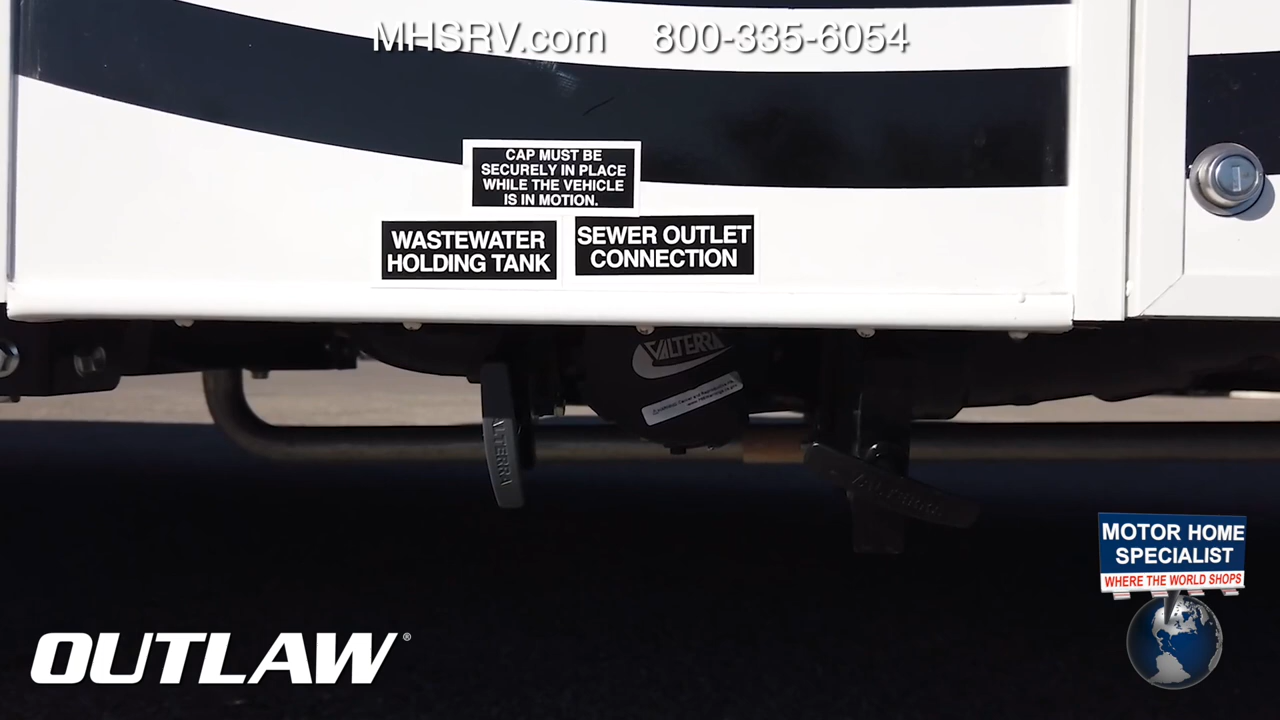 MHSRV.com 800-335-6054
CAP MUST BE
SECURELY IN PLACE
WHILE THE VEHICLE
IS IN MOTION.
WASTEWATER
HOLDING TANK
SEWER OUTLET
CONNECTION
VALTERRA
VALTERRA
MOTOR HOME
SPECIALIST
WHERE THE WORLD SHOPS
OUTLAW®